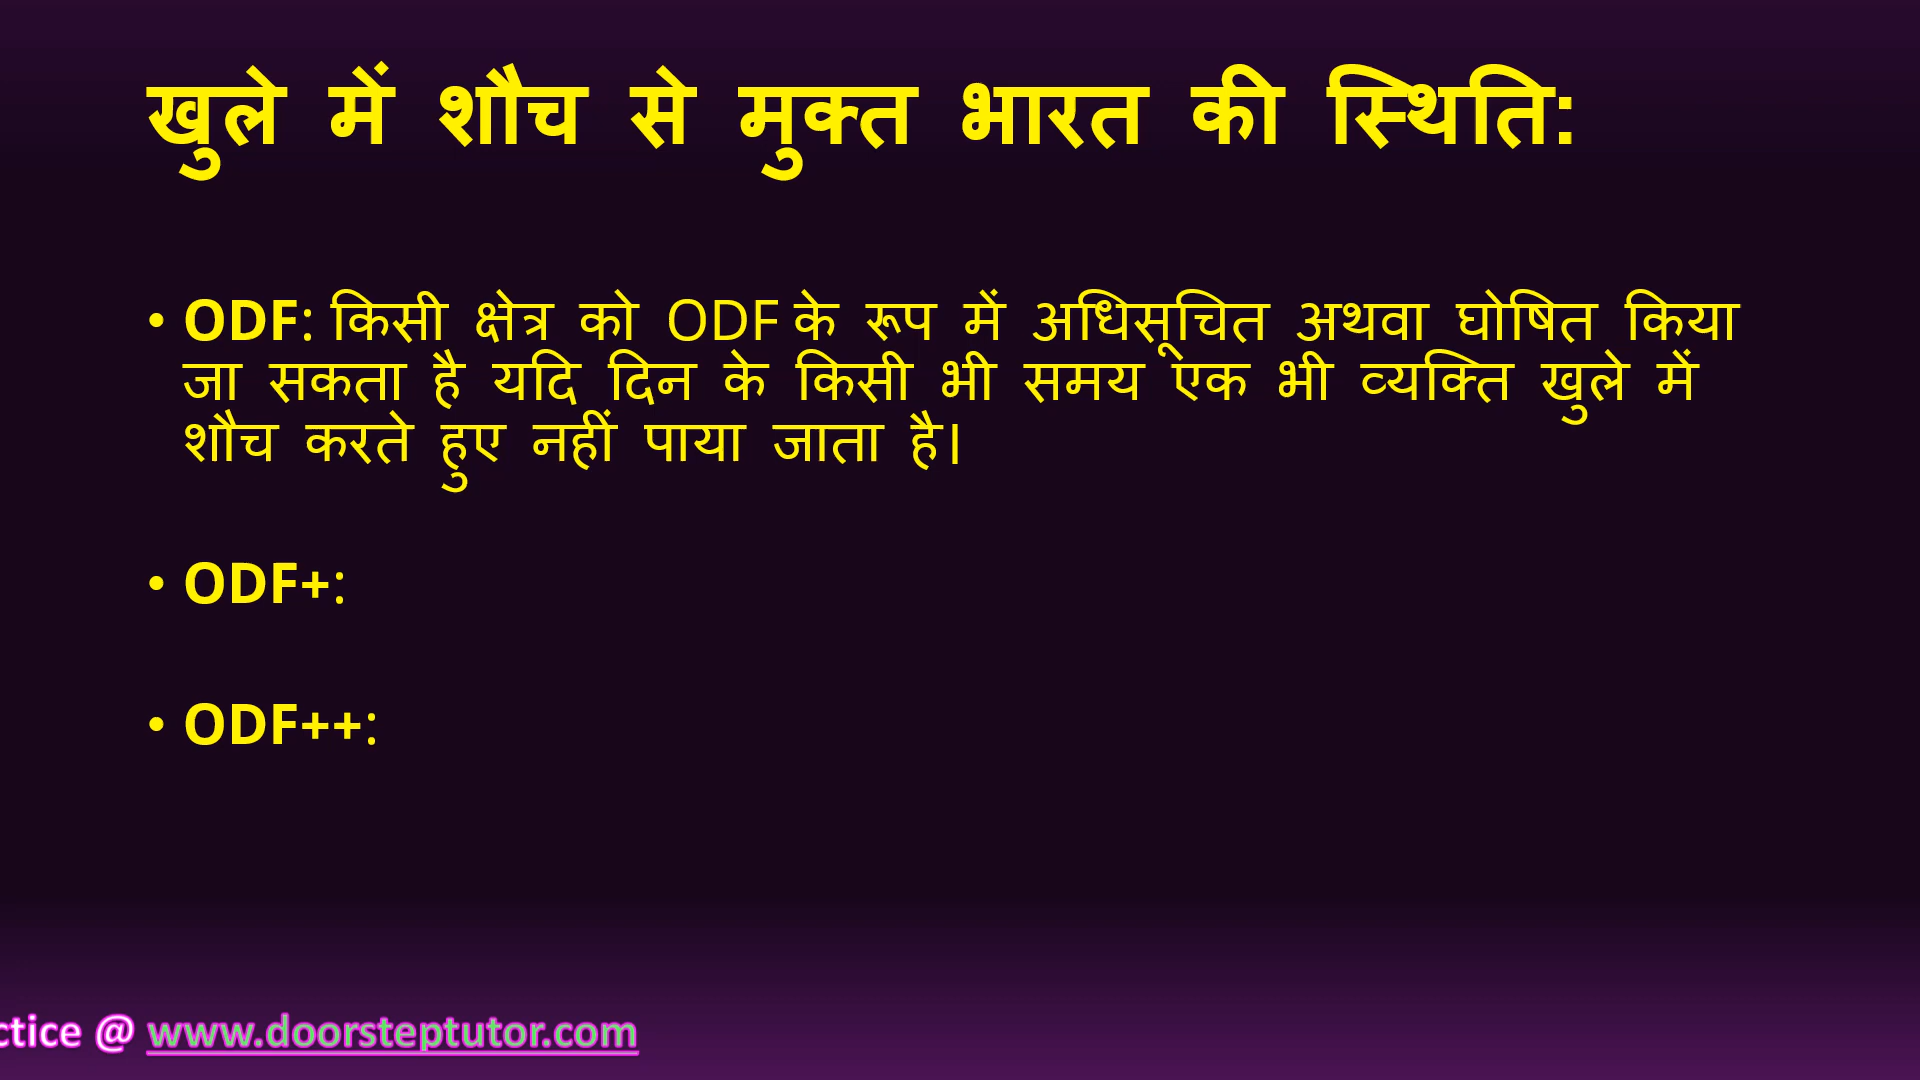 खुले में शौच से मुक्त भारत की स्थिति:
• ODF: किसी क्षेत्र को ODF के रूप में अधिसूचित अथवा घोषित किया
जा सकता है यदि दिन के किसी भी समय एक भी व्यक्ति खुले में
शौच करते हुए नहीं पाया जाता है।
• ODF+:
• ODF++:
ctice @ www.doorsteptutor.com